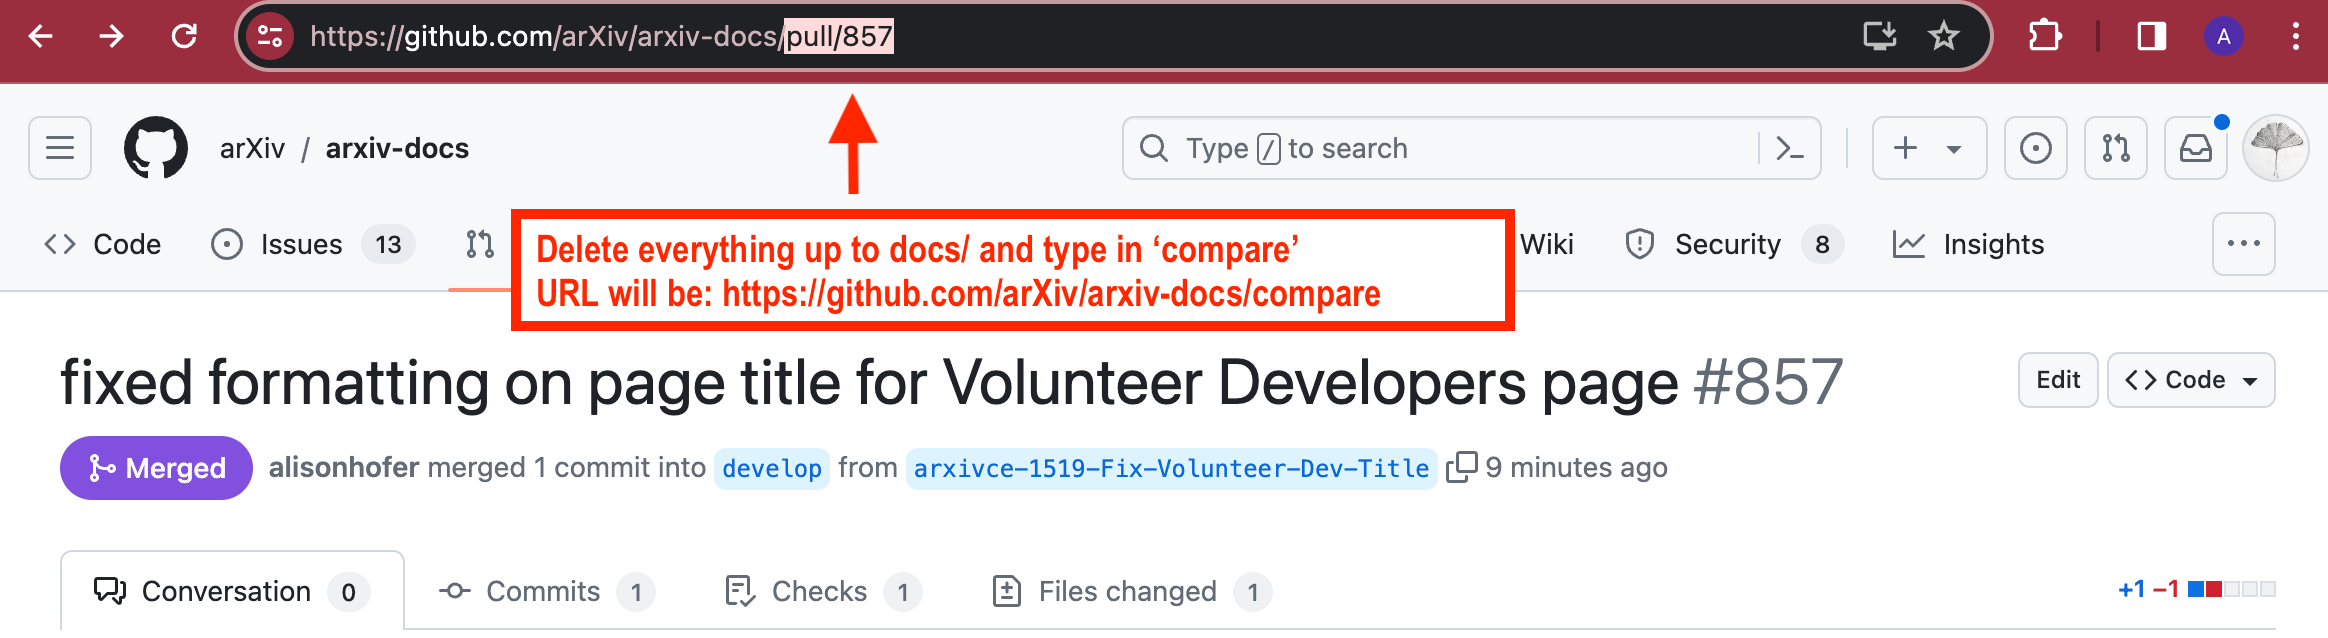 https://github.com/arXiv/arxiv-docs/pull/857
A
arXiv / arxiv-docs
Type / to search
Code
Issues 13
Wiki
Security 8
Insights
Delete everything up to docs/ and type in ‘compare’
URL will be: https://github.com/arXiv/arxiv-docs/compare
fixed formatting on page title for Volunteer Developers page #857
Edit
Code
Merged
alisonhofer merged 1 commit into develop from arxivce-1519-Fix-Volunteer-Dev-Title 9 minutes ago
Conversation 0
Commits 1
Checks 1
Files changed 1
+1 −1